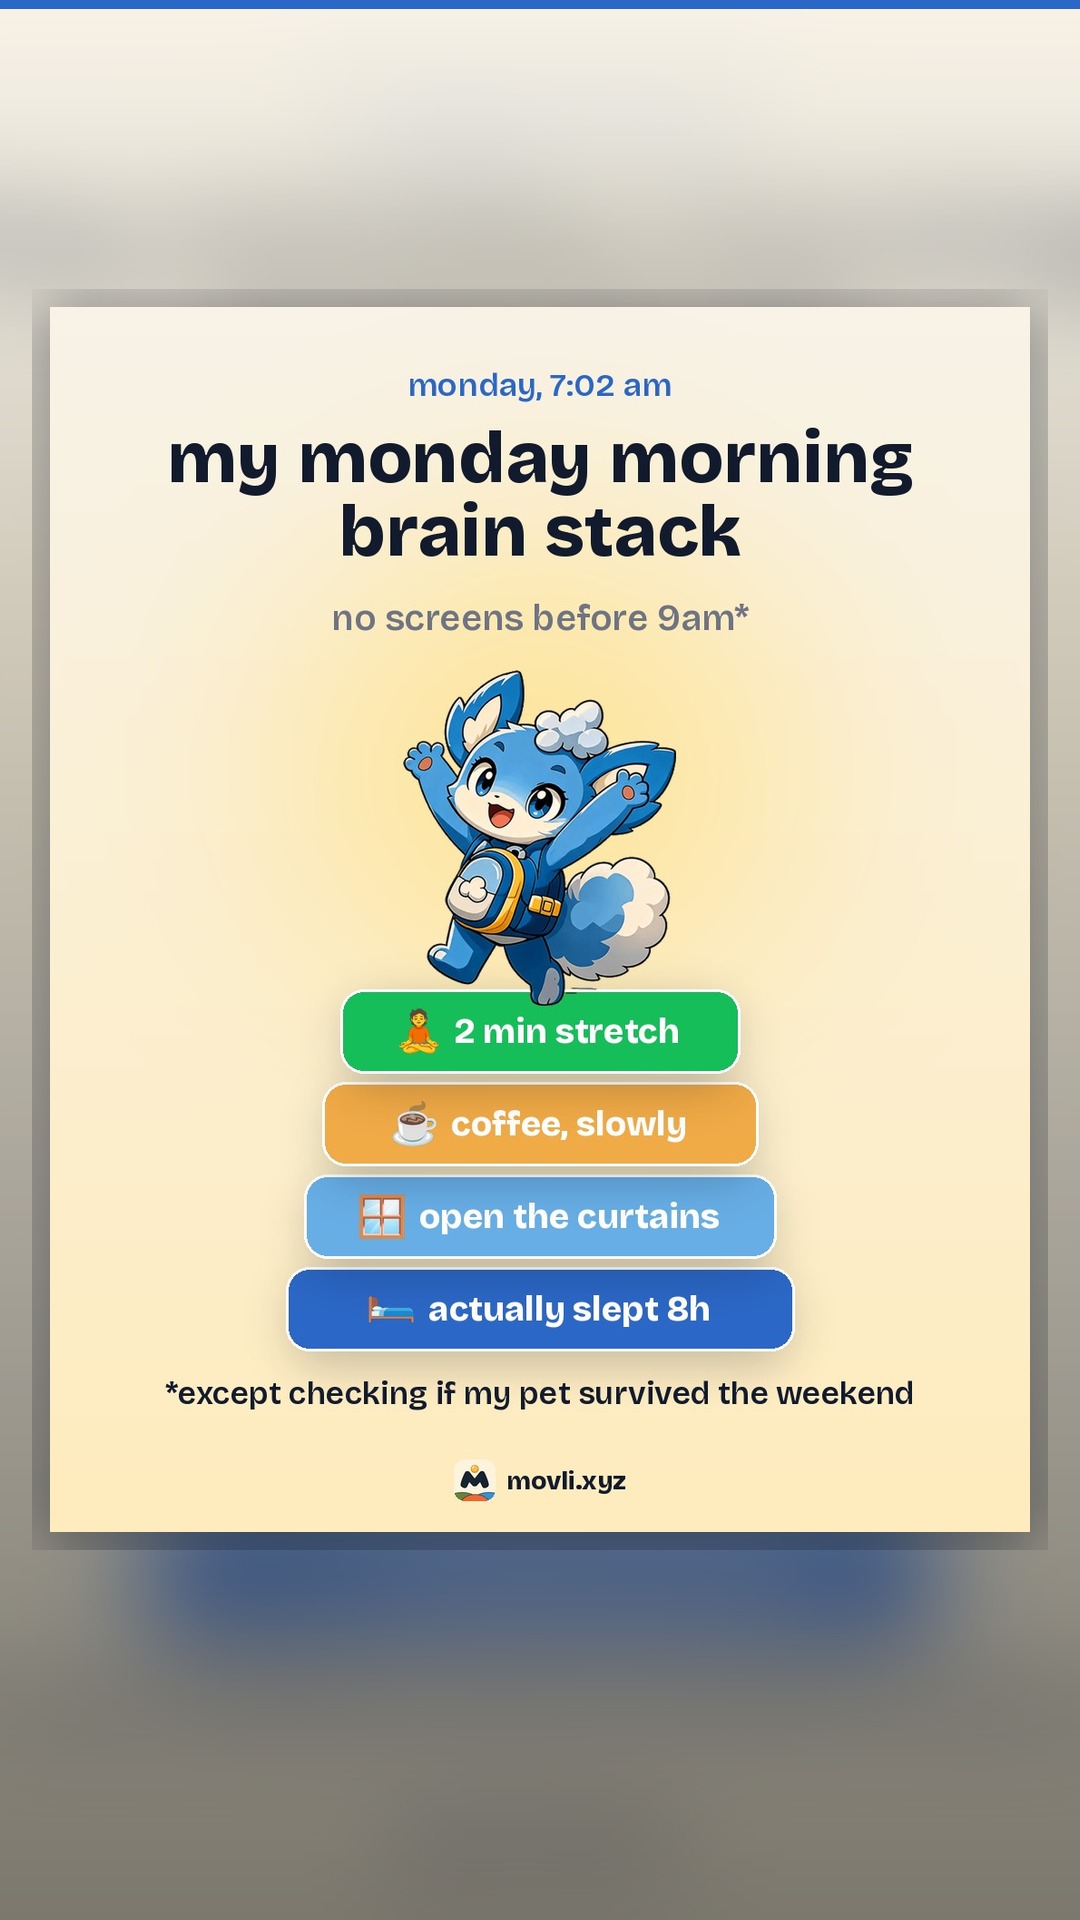 monday, 7:02 am
my monday morning
brain stack
no screens before 9am*
2 min stretch
coffee, slowly
open the curtains
actually slept 8h
*except checking if my pet survived the weekend
movli.xyz